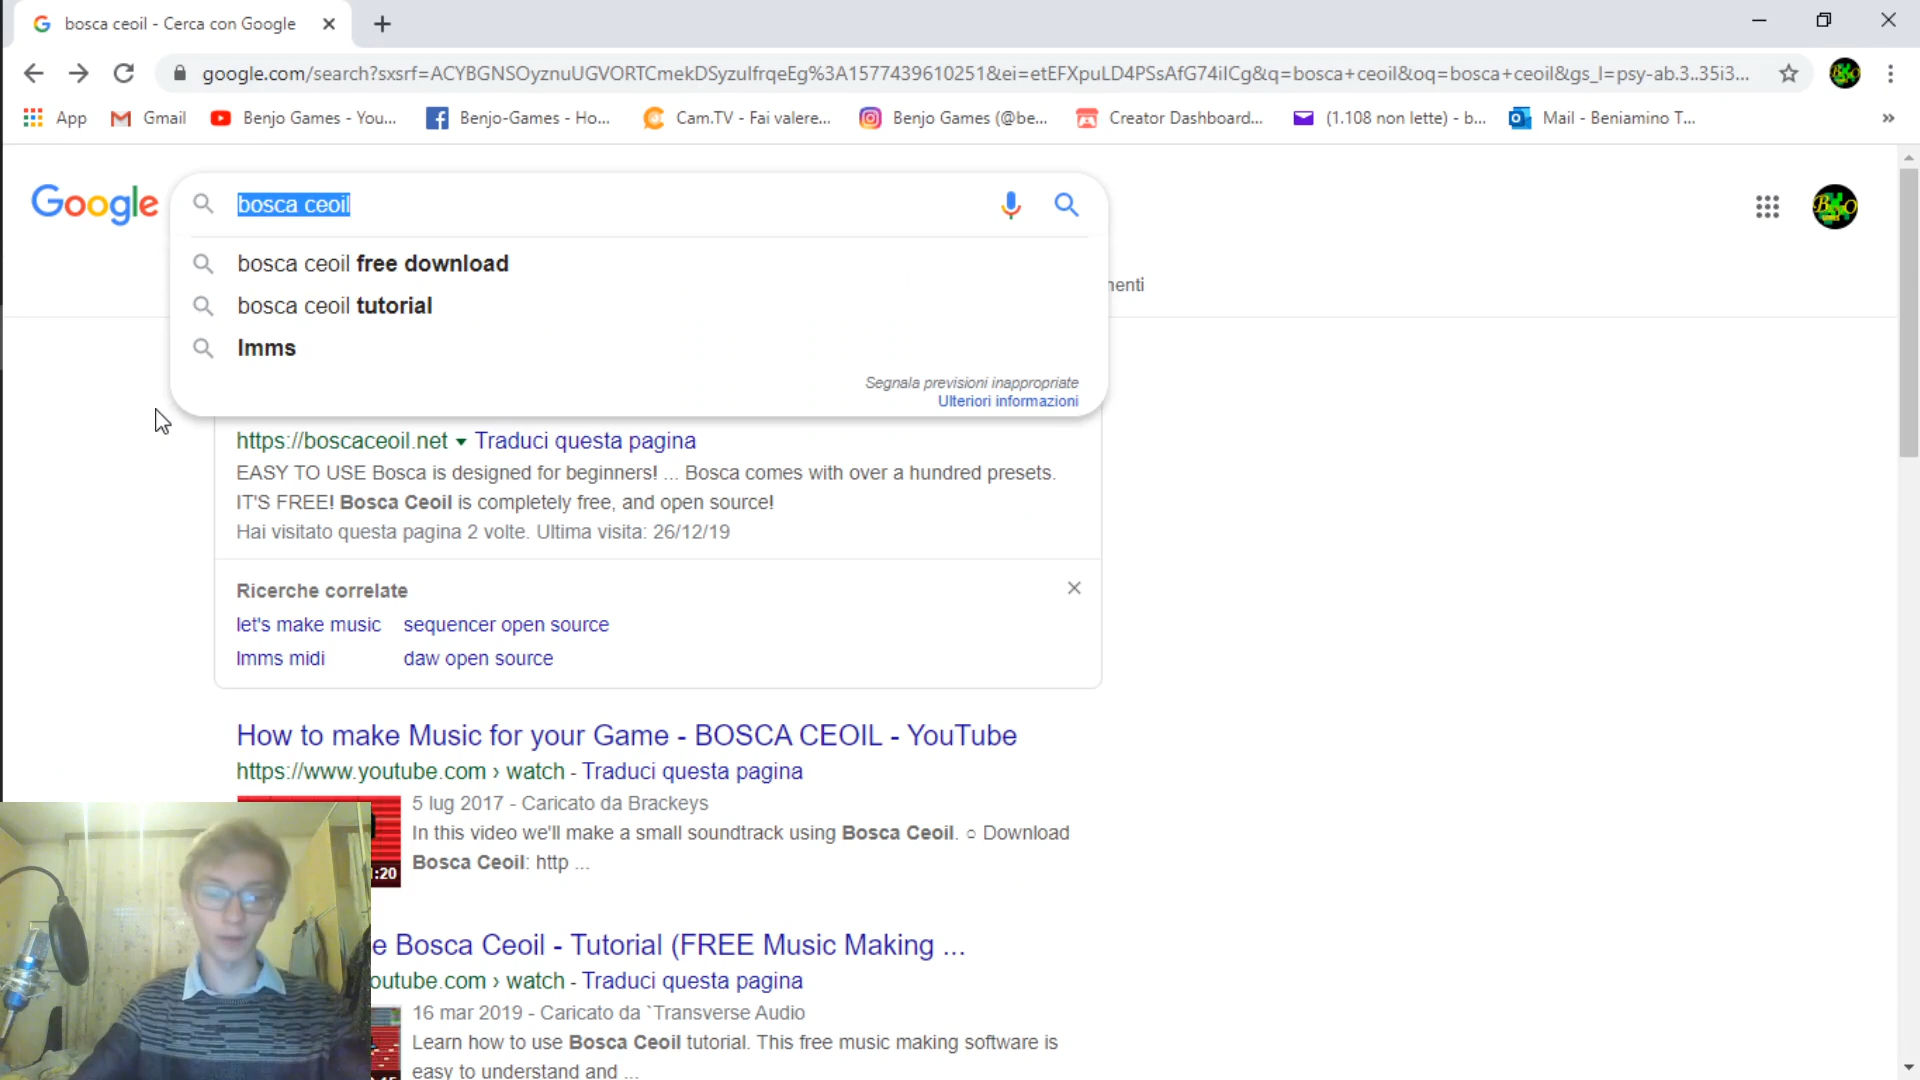 bosca ceoil - Cerca con Google
google.com/search?sxsrf=ACYBGNSOyznuUGVORTCmekDSyzuIfrqeEg%3A1577439610251&ei=etEFXpuLD4PSsAfG74iICg&q=bosca+ceoil&oq=bosca+ceoil&gs_l=psy-ab.3..35i3...
App Gmail Benjo Games - You... Benjo-Games - Ho... Cam.TV - Fai valere... Benjo Games (@be... Creator Dashboard... (1.108 non lette) - b... Mail - Beniamino T... »
Google
bosca ceoil
bosca ceoil free download
bosca ceoil tutorial
lmms
Segnala previsioni inappropriate
Ulteriori informazioni
nenti
https://boscaceoil.net Traduci questa pagina
EASY TO USE Bosca is designed for beginners! ... Bosca comes with over a hundred presets.
IT'S FREE! Bosca Ceoil is completely free, and open source!
Hai visitato questa pagina 2 volte. Ultima visita: 26/12/19
Ricerche correlate
let's make music sequencer open source
lmms midi daw open source
How to make Music for your Game - BOSCA CEOIL - YouTube
https://www.youtube.com › watch - Traduci questa pagina
5 lug 2017 - Caricato da Brackeys
In this video we'll make a small soundtrack using Bosca Ceoil. ○ Download
Bosca Ceoil: http ...
:20
e Bosca Ceoil - Tutorial (FREE Music Making ...
outube.com › watch - Traduci questa pagina
16 mar 2019 - Caricato da `Transverse Audio
Learn how to use Bosca Ceoil tutorial. This free music making software is
easy to understand and ...